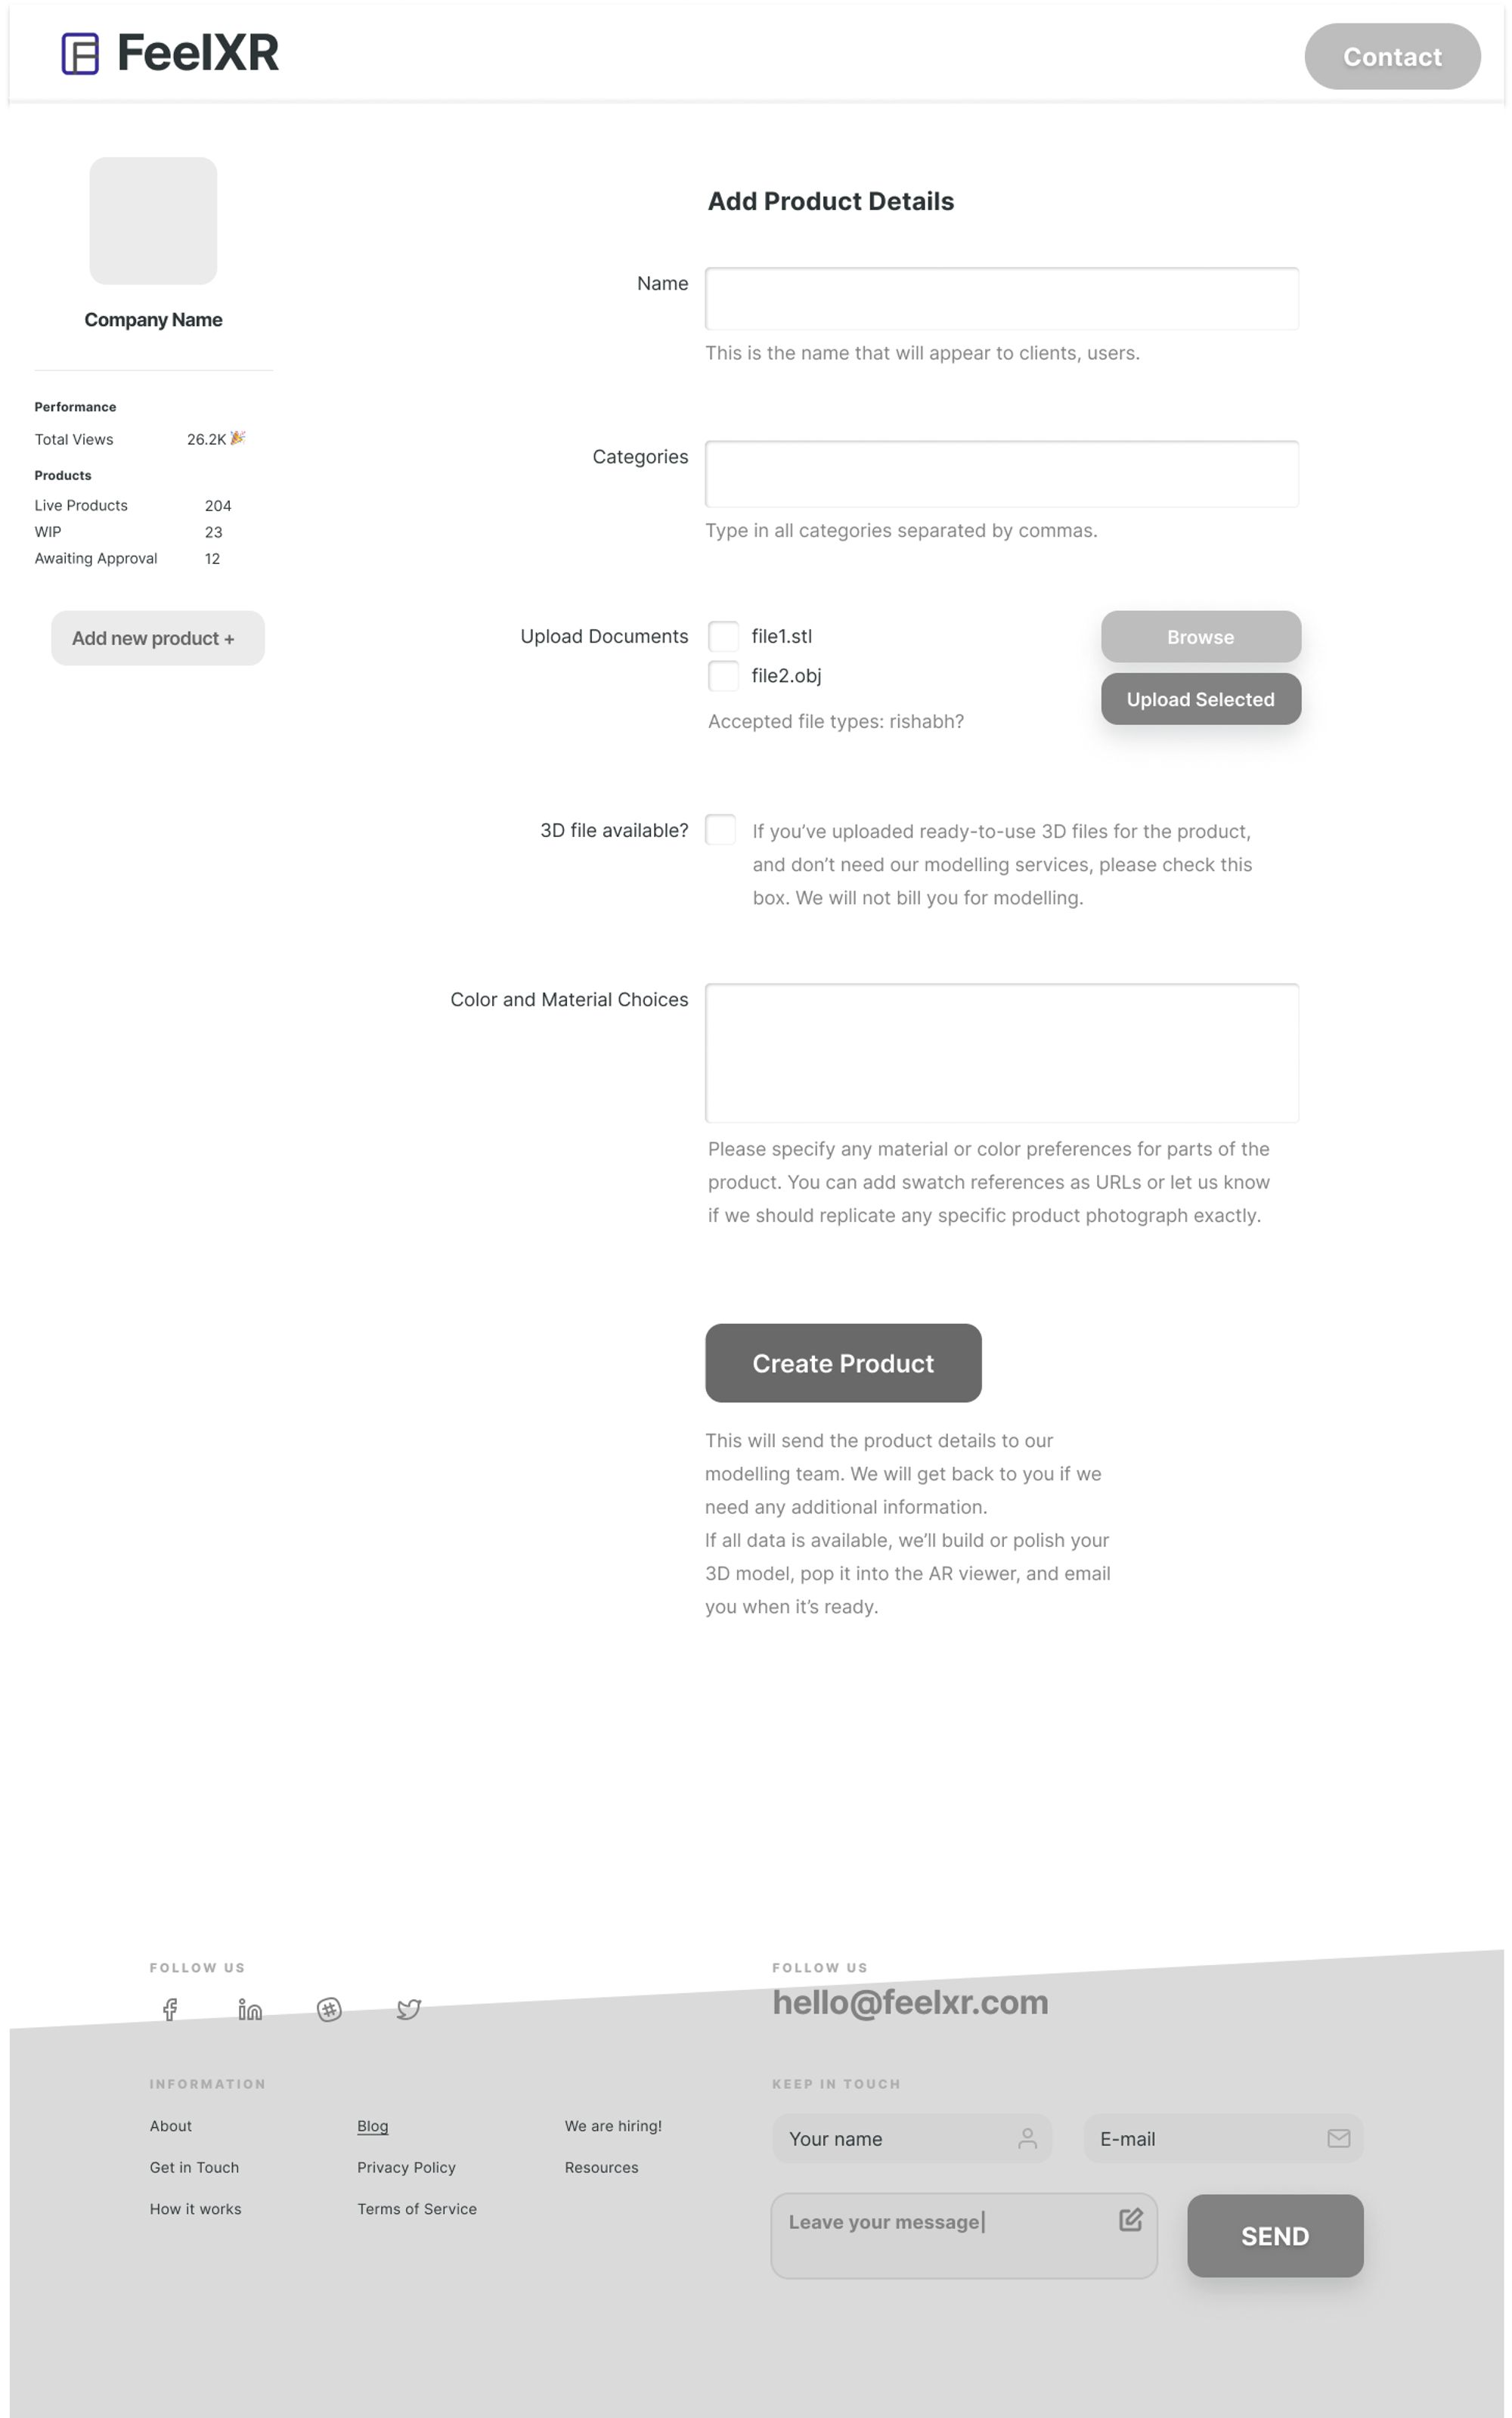 FeelXR
Contact
Company Name
Performance
Total Views 26.2K 🎉
Products
Live Products 204
WIP 23
Awaiting Approval 12
Add new product +
Add Product Details
Name
This is the name that will appear to clients, users.
Categories
Type in all categories separated by commas.
Upload Documents
file1.stl
file2.obj
Accepted file types: rishabh?
Browse
Upload Selected
3D file available?
If you’ve uploaded ready-to-use 3D files for the product,
and don’t need our modelling services, please check this
box. We will not bill you for modelling.
Color and Material Choices
Please specify any material or color preferences for parts of the
product. You can add swatch references as URLs or let us know
if we should replicate any specific product photograph exactly.
Create Product
This will send the product details to our
modelling team. We will get back to you if we
need any additional information.
If all data is available, we’ll build or polish your
3D model, pop it into the AR viewer, and email
you when it’s ready.
FOLLOW US
INFORMATION
About
Blog
We are hiring!
Get in Touch
Privacy Policy
Resources
How it works
Terms of Service
FOLLOW US
hello@feelxr.com
KEEP IN TOUCH
Your name
E-mail
Leave your message|
SEND